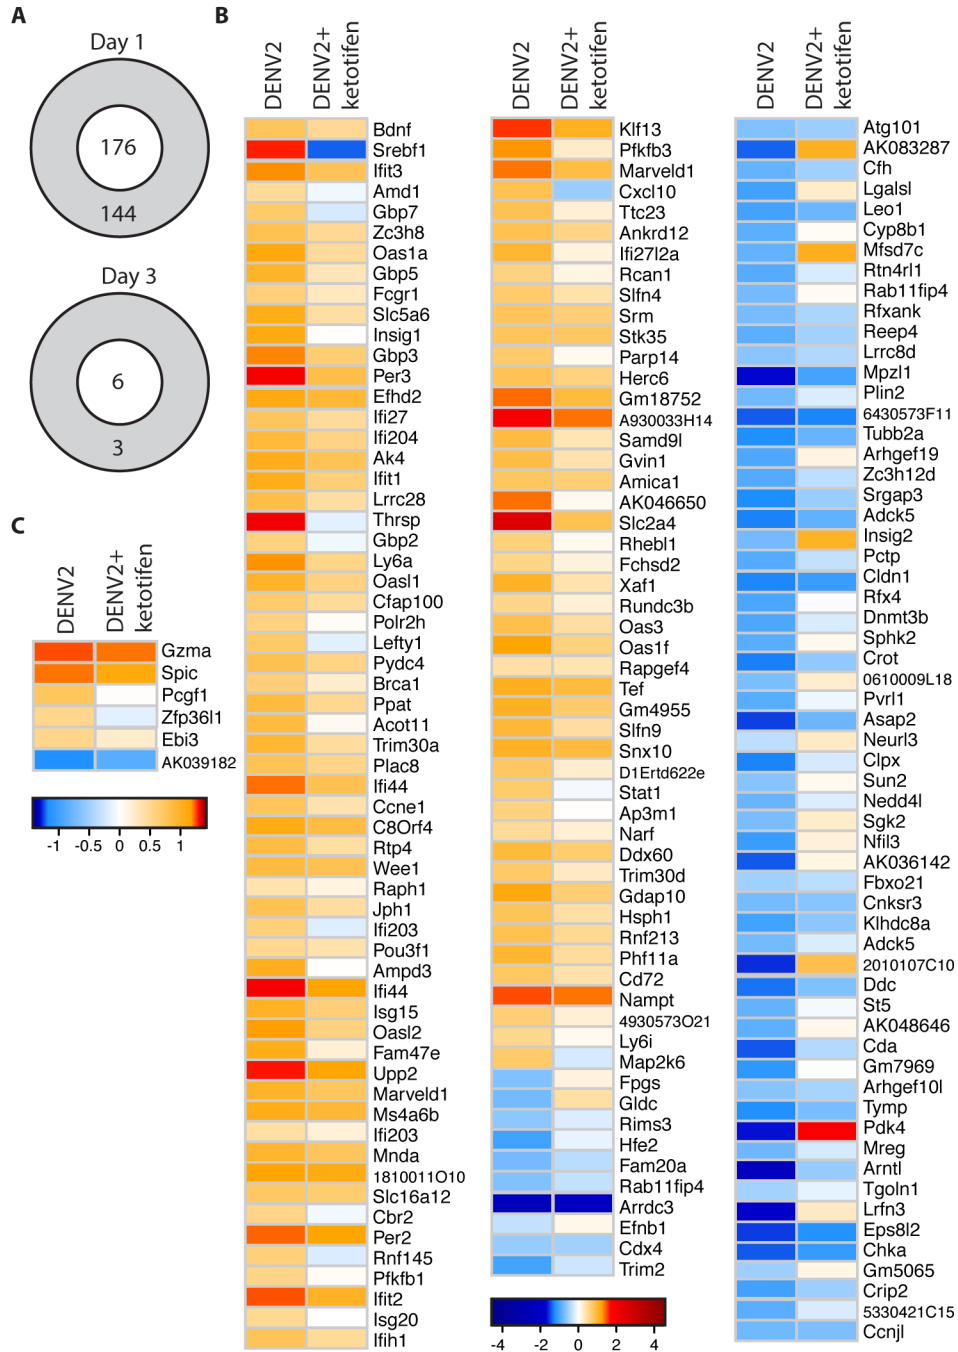 A
Day 1
176
144
Day 3
6
3
B
DENV2
DENV2+
ketotifen
Bdnf
Srebf1
Ifit3
Amd1
Gbp7
Zc3h8
Oas1a
Gbp5
Fcgr1
Slc5a6
Insig1
Gbp3
Per3
Efhd2
Ifi27
Ifi204
Ak4
Ifit1
Lrrc28
Thrsp
Gbp2
Ly6a
Oasl1
Cfap100
Polr2h
Lefty1
Pydc4
Brca1
Ppat
Acot11
Trim30a
Plac8
Ifi44
Ccne1
C8Orf4
Rtp4
Wee1
Raph1
Jph1
Ifi203
Pou3f1
Ampd3
Ifi44
Isg15
Oasl2
Fam47e
Upp2
Marveld1
Ms4a6b
Ifi203
Mnda
1810011O10
Slc16a12
Cbr2
Per2
Rnf145
Pfkfb1
Ifit2
Isg20
Ifih1
DENV2
DENV2+
ketotifen
Klf13
Pfkfb3
Marveld1
Cxcl10
Ttc23
Ankrd12
Ifi27l2a
Rcan1
Slfn4
Srm
Stk35
Parp14
Herc6
Gm18752
A930033H14
Samd9l
Gvin1
Amica1
AK046650
Slc2a4
Rhebl1
Fchsd2
Xaf1
Rundc3b
Oas3
Oas1f
Rapgef4
Tef
Gm4955
Slfn9
Snx10
D1Ertd622e
Stat1
Ap3m1
Narf
Ddx60
Trim30d
Gdap10
Hsph1
Rnf213
Phf11a
Cd72
Nampt
4930573O21
Ly6i
Map2k6
Fpgs
Gldc
Rims3
Hfe2
Fam20a
Rab11fip4
Arrdc3
Efnb1
Cdx4
Trim2
-4 -2 0 2 4
DENV2
DENV2+
ketotifen
Atg101
AK083287
Cfh
Lgalsl
Leo1
Cyp8b1
Mfsd7c
Rtn4rl1
Rab11fip4
Rfxank
Reep4
Lrrc8d
Mpzl1
Plin2
6430573F11
Tubb2a
Arhgef19
Zc3h12d
Srgap3
Adck5
Insig2
Pctp
Cldn1
Rfx4
Dnmt3b
Sphk2
Crot
0610009L18
Pvrl1
Asap2
Neurl3
Clpx
Sun2
Nedd4l
Sgk2
Nfil3
AK036142
Fbxo21
Cnksr3
Klhdc8a
Adck5
2010107C10
Ddc
St5
AK048646
Cda
Gm7969
Arhgef10l
Tymp
Pdk4
Mreg
Arntl
Tgoln1
Lrfn3
Eps8l2
Chka
Gm5065
Crip2
5330421C15
Ccnjl
C
DENV2
DENV2+
ketotifen
Gzma
Spic
Pcgf1
Zfp36l1
Ebi3
AK039182
-1 -0.5 0 0.5 1